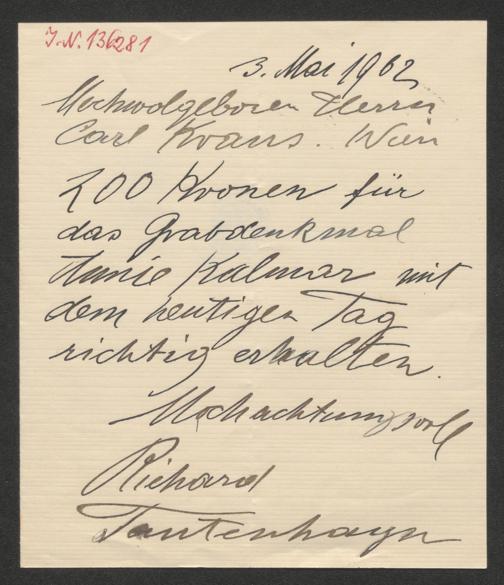 J.N. 136281
3. Mai 1902
Hochwolgeboren Herrn
Carl Kraus. Wien
200 Kronen für
das Grabdenkmal
Annie Kalmar mit
dem heutigen Tag
richtig erhalten.
Hochachtungsvoll
Richard
Tautenhayn